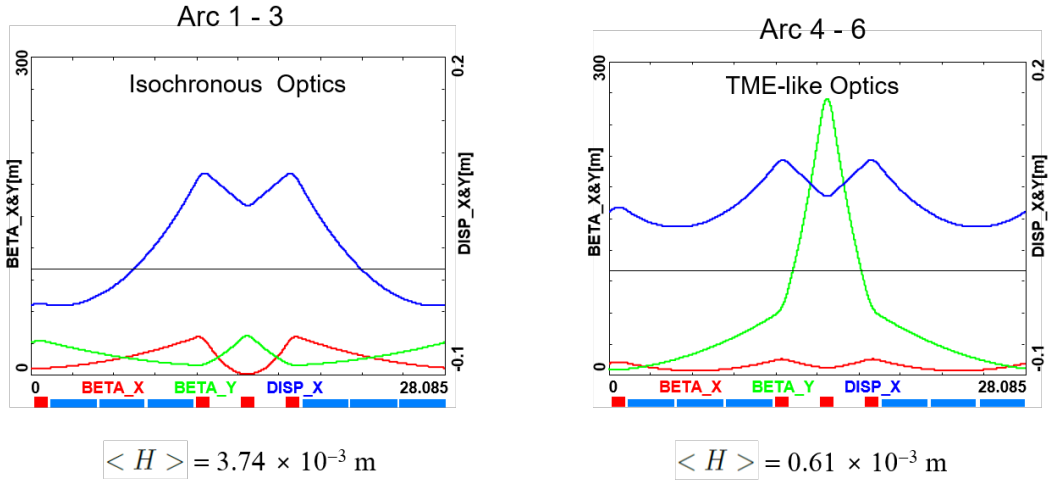 Arc 1 - 3
300
0
BETA_X&Y[m]
Isochronous Optics
0.2
-0.1
DISP_X&Y[m]
0 BETA_X BETA_Y DISP_X 28.085
< H > = 3.74 × 10⁻³ m
Arc 4 - 6
300
0
BETA_X&Y[m]
TME-like Optics
0.2
-0.1
DISP_X&Y[m]
0 BETA_X BETA_Y DISP_X 28.085
< H > = 0.61 × 10⁻³ m